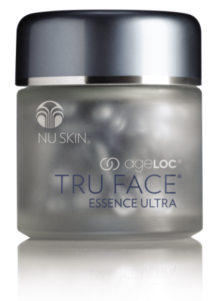 NU SKIN®
ageLOC®
TRU FACE®
ESSENCE ULTRA